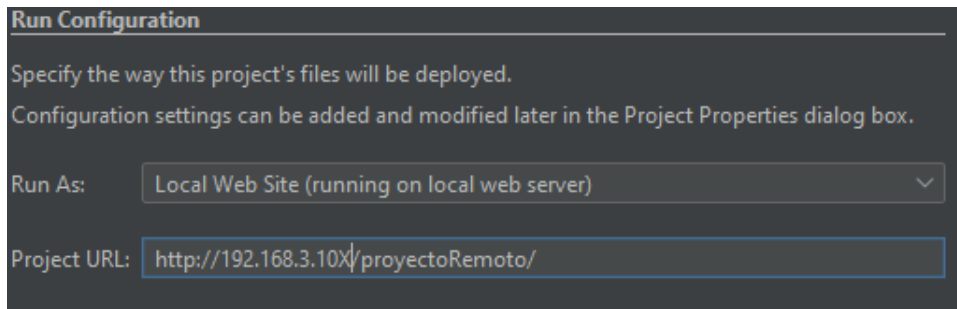 Run Configuration
Specify the way this project's files will be deployed.
Configuration settings can be added and modified later in the Project Properties dialog box.
Run As: Local Web Site (running on local web server)
Project URL: http://192.168.3.10X/proyectoRemoto/